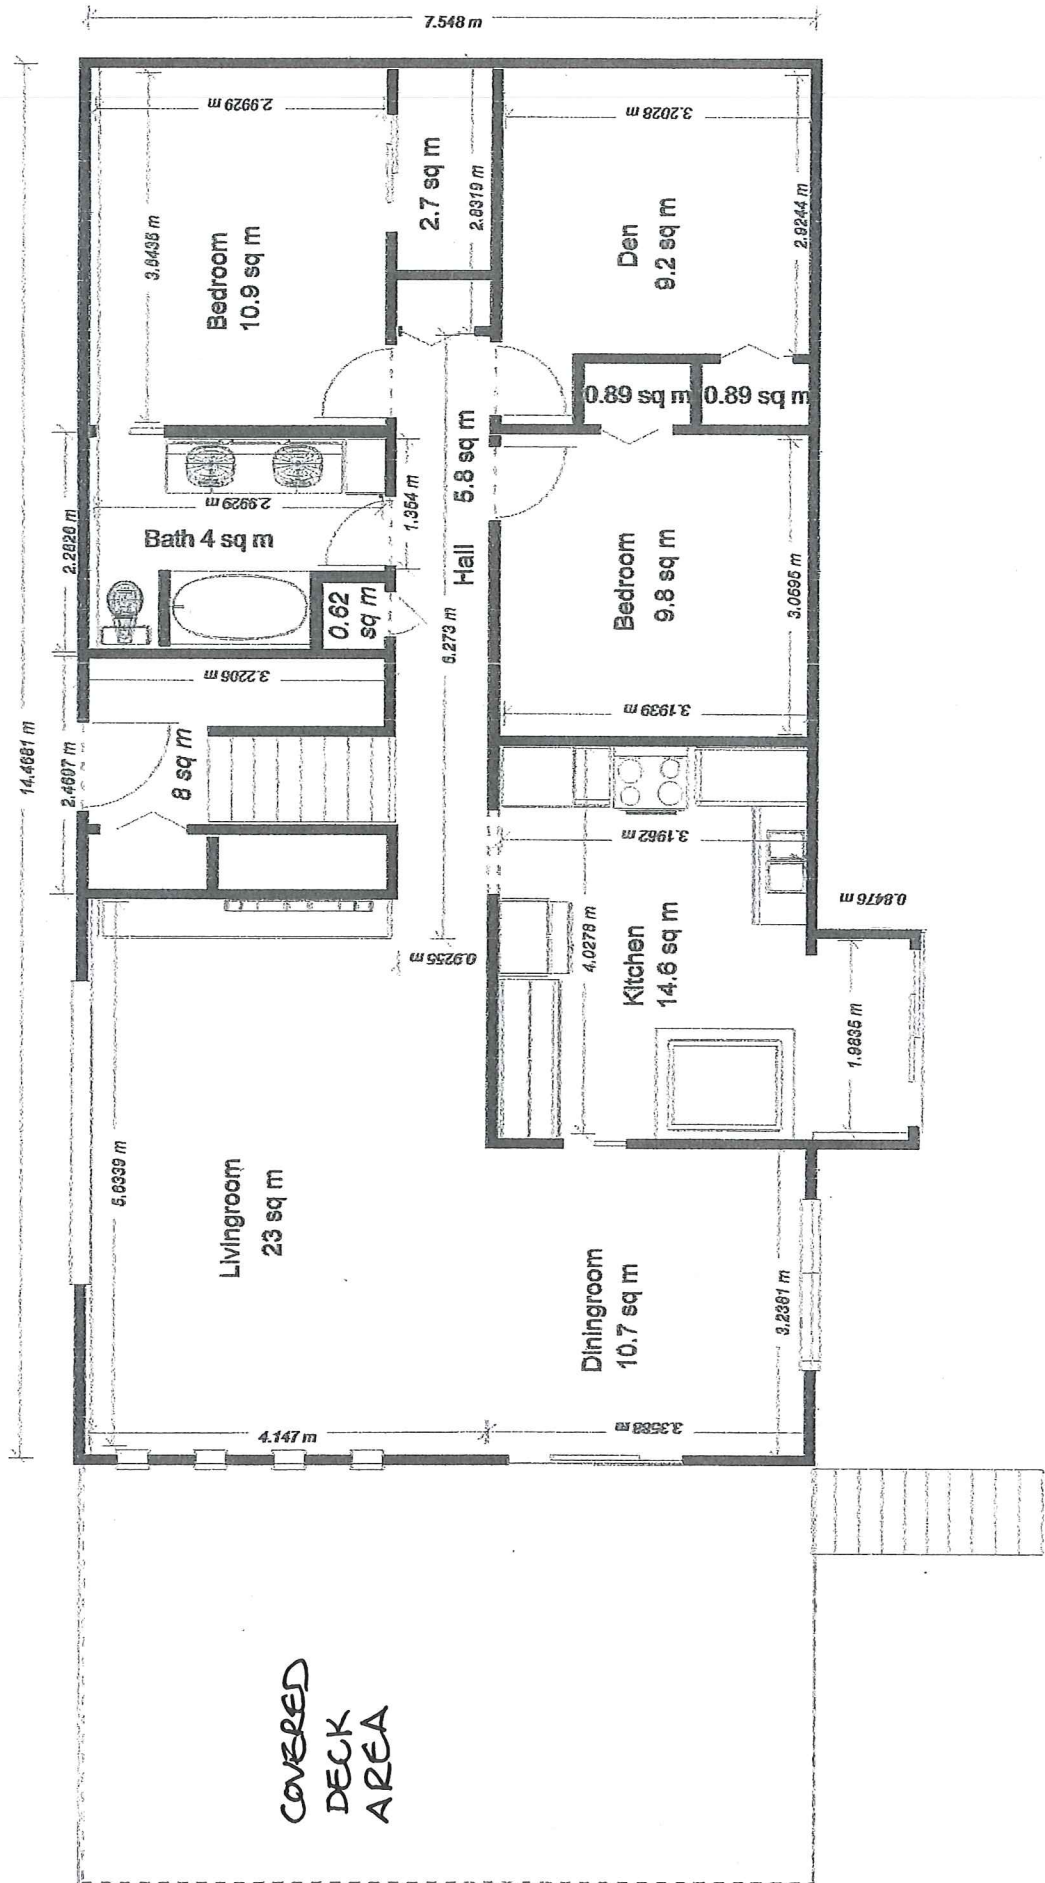 7.548 m
14.4681 m
2.9929 m
3.6435 m
Bedroom
10.9 sq m
2.7 sq m
2.8319 m
3.2028 m
Den
9.2 sq m
2.9244 m
0.89 sq m
0.89 sq m
2.2826 m
2.9929 m
Bath 4 sq m
0.62
sq m
1.354 m
Hall 5.8 sq m
6.273 m
Bedroom
9.8 sq m
3.0595 m
3.1939 m
3.2206 m
2.4607 m
8 sq m
3.1962 m
0.8476 m
4.0278 m
Kitchen
14.6 sq m
0.9255 m
1.9835 m
5.6339 m
Livingroom
23 sq m
Diningroom
10.7 sq m
3.2381 m
4.147 m
3.3588 m
COVERED
DECK
AREA